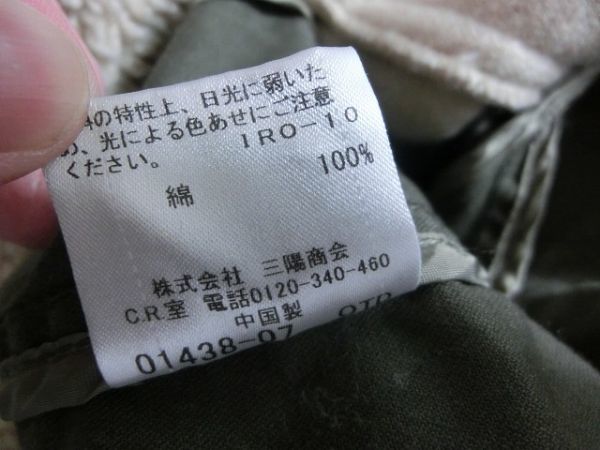 の特性上、日光に弱いた
め、光による色あせにご注意
ください。 IRO-10
綿 100%
株式会社 三陽商会
C.R.室 電話0120-340-460
中国製
01438-07